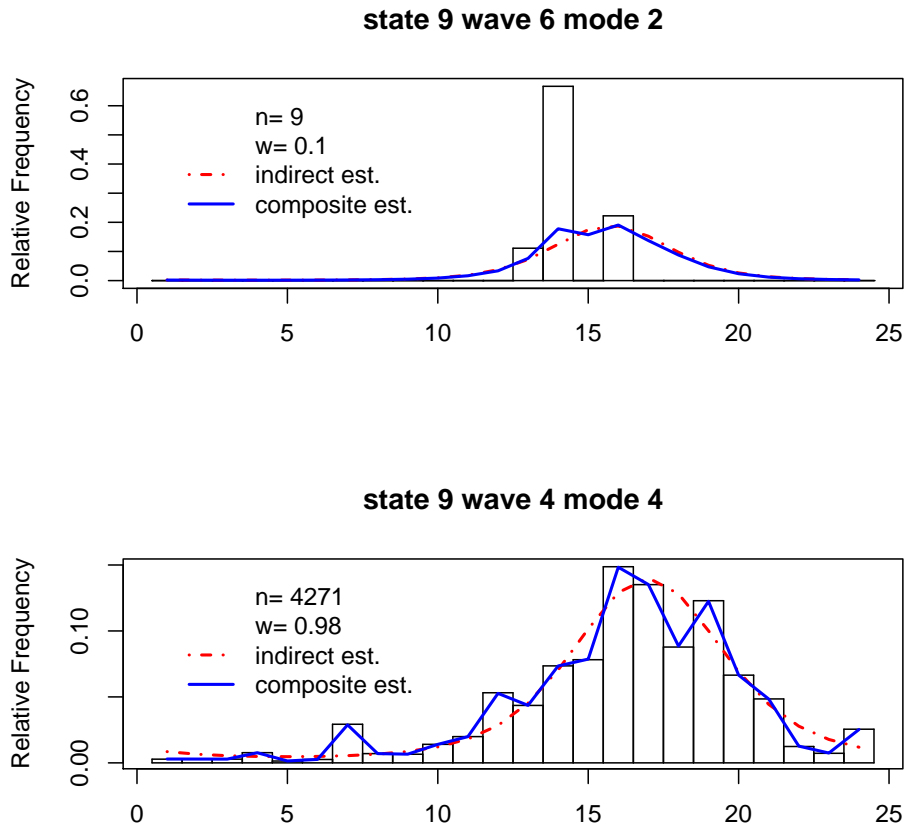 state 9 wave 6 mode 2
Relative Frequency
0.0 0.2 0.4 0.6
n= 9
w= 0.1
indirect est.
composite est.
0 5 10 15 20 25
state 9 wave 4 mode 4
Relative Frequency
0.00 0.10
n= 4271
w= 0.98
indirect est.
composite est.
0 5 10 15 20 25